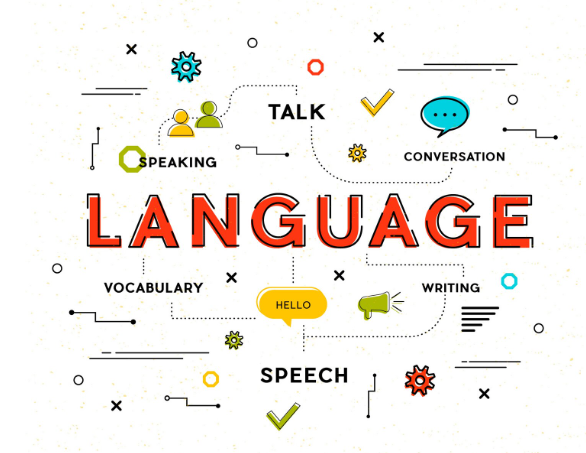 TALK
SPEAKING
CONVERSATION
LANGUAGE
VOCABULARY
HELLO
WRITING
SPEECH